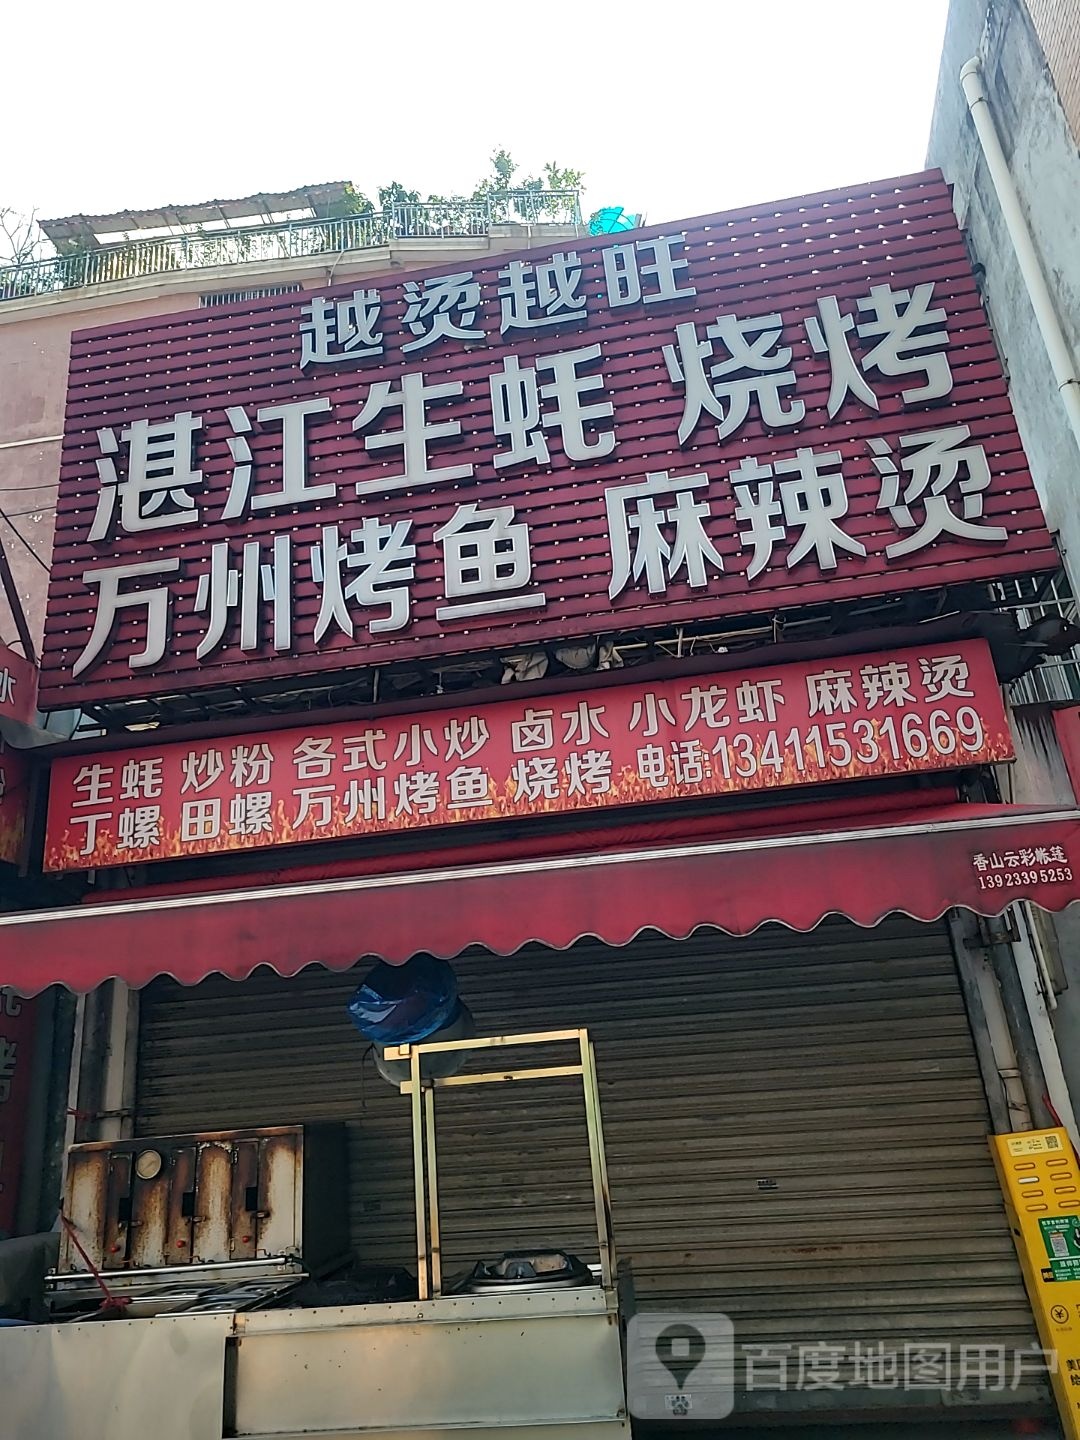 越烫越旺
湛江生蚝 烧烤
万州烤鱼 麻辣烫
生蚝 炒粉 各式小炒 卤水 小龙虾 麻辣烫
丁螺 田螺 万州烤鱼 烧烤 电话:13411531669
香山云彩帐篷
13923395253
水
百度地图用户